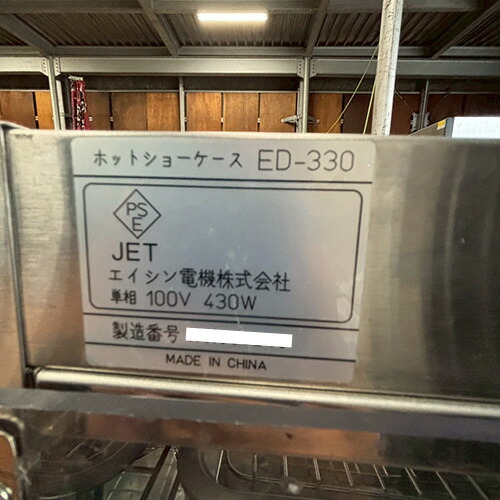 ホットショーケース ED-330
PS
E
JET
エイシン電機株式会社
単相 100V 430W
製造番号
MADE IN CHINA